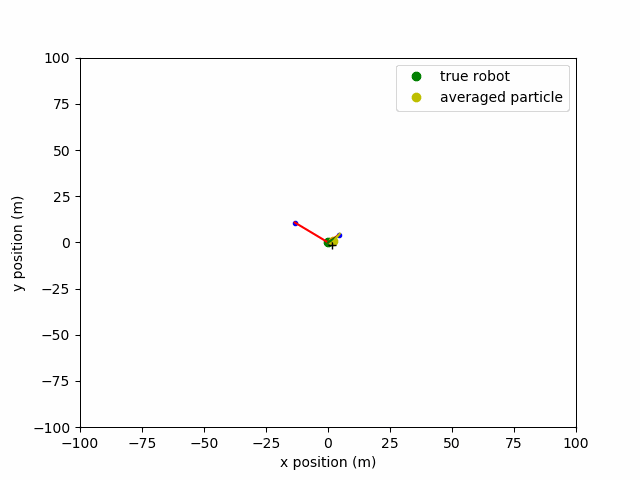 true robot
averaged particle
100
75
50
25
0
−25
−50
−75
−100
y position (m)
−100 −75 −50 −25 0 25 50 75 100
x position (m)